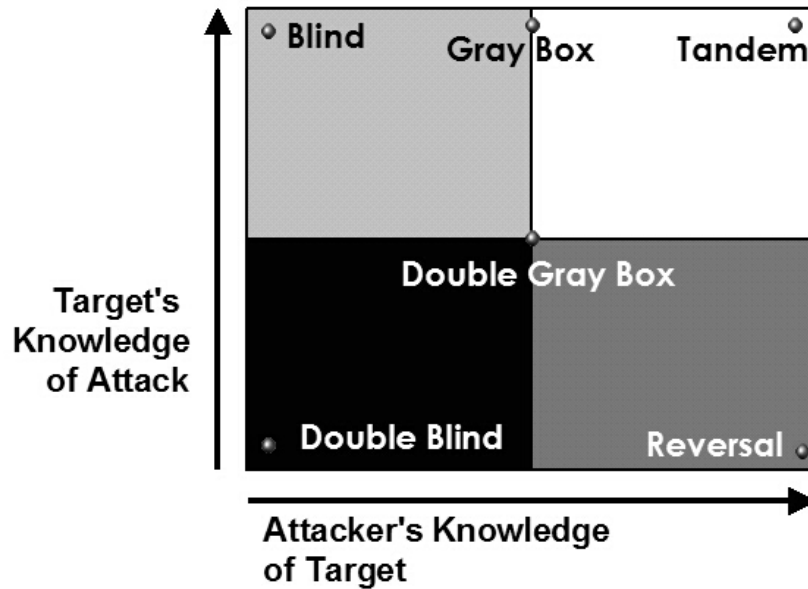 Blind
Gray Box
Tandem
Double Gray Box
Target's
Knowledge
of Attack
Double Blind
Reversal
Attacker's Knowledge
of Target